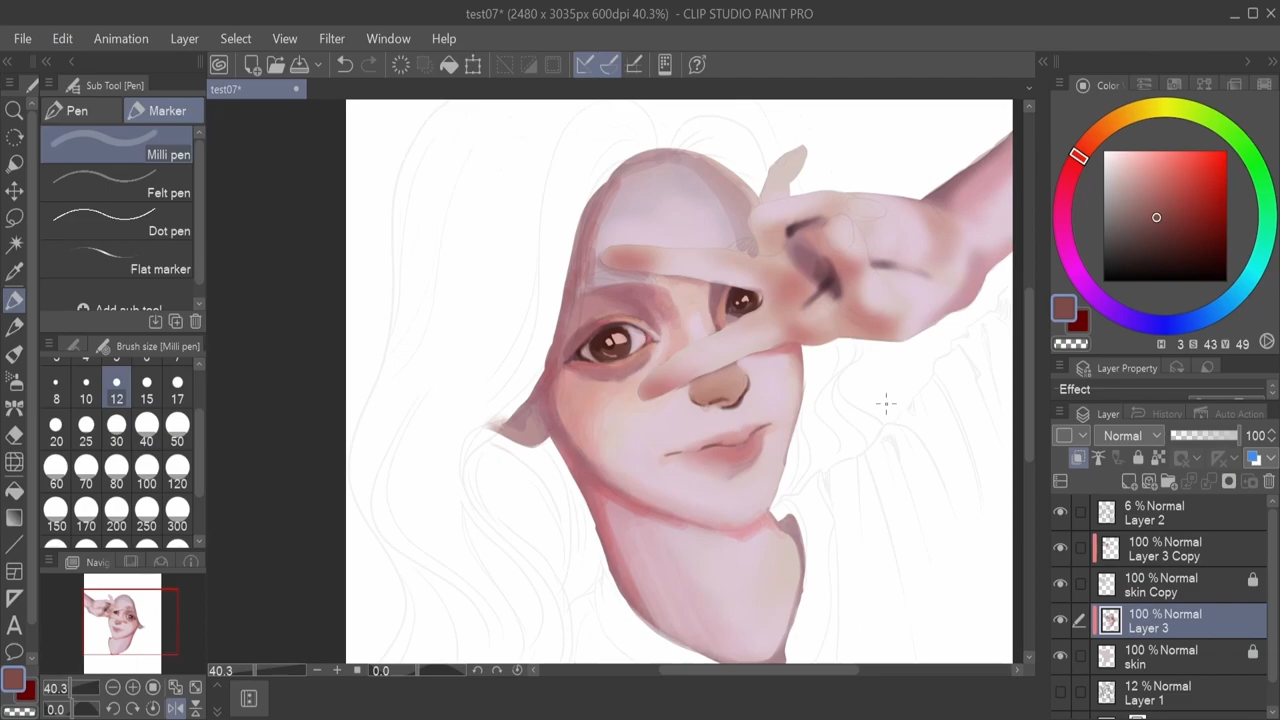 test07* (2480 x 3035px 600dpi 40.3%) - CLIP STUDIO PAINT PRO
File Edit Animation Layer Select View Filter Window Help
Sub Tool [Pen]
test07*
Color
Pen Marker
Milli pen
Felt pen
Dot pen
Flat marker
Add sub tool
Brush size [Milli pen]
8 10 12 15 17
20 25 30 40 50
60 70 80 100 120
150 170 200 250 300
Navig
40.3
0.0
40.3 0.0
H 3 S 43 V 49
Layer Property
Effect
Layer History Auto Action
Normal 100
6 % Normal
Layer 2
100 % Normal
Layer 3 Copy
100 % Normal
skin Copy
100 % Normal
Layer 3
100 % Normal
skin
12 % Normal
Layer 1